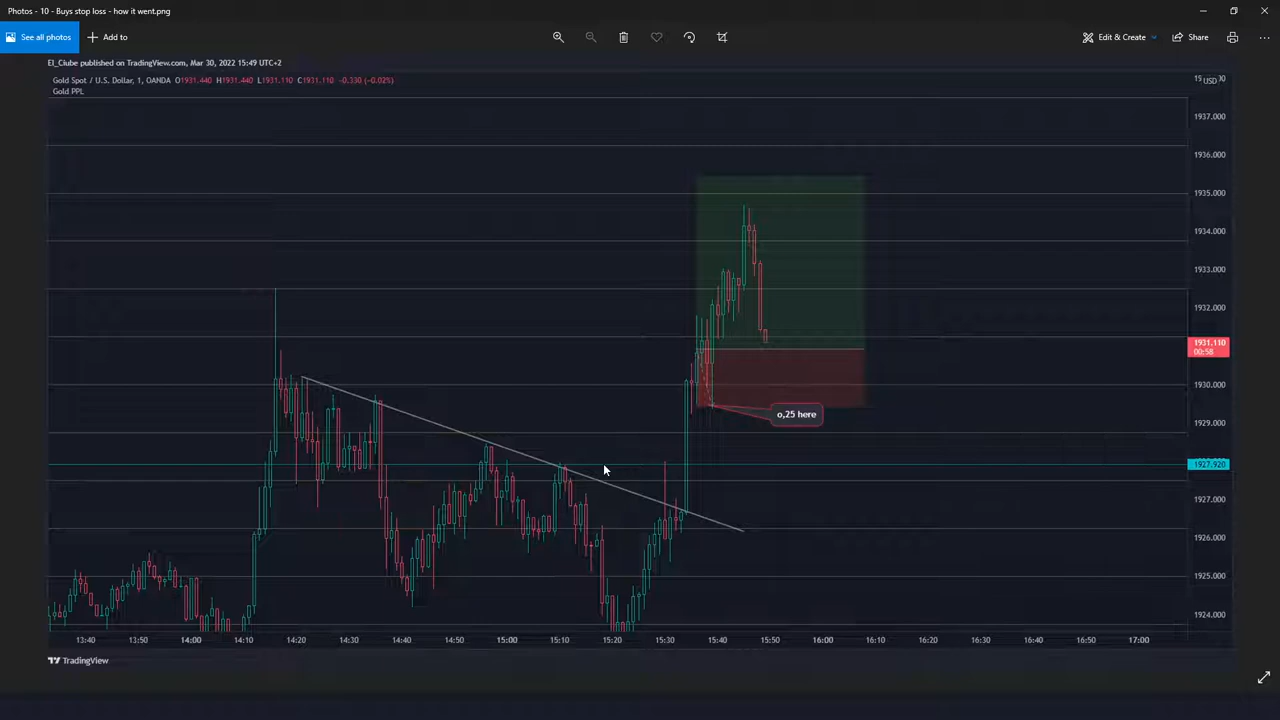 Photos - 10 - Buys stop loss - how it went.png
See all photos
Add to
Edit & Create
Share
El_Clube published on TradingView.com, Mar 30, 2022 15:49 UTC+2
Gold Spot / U.S. Dollar, 1, OANDA O1931.440 H1931.440 L1931.110 C1931.110 -0.330 (-0.02%)
Gold PPL
USD
1937.000
1936.000
1935.000
1934.000
1933.000
1932.000
1931.110
00:58
1930.000
1929.000
o,25 here
1927.920
1927.000
1926.000
1925.000
1924.000
13:40 13:50 14:00 14:10 14:20 14:30 14:40 14:50 15:00 15:10 15:20 15:30 15:40 15:50 16:00 16:10 16:20 16:30 16:40 16:50 17:00
TradingView